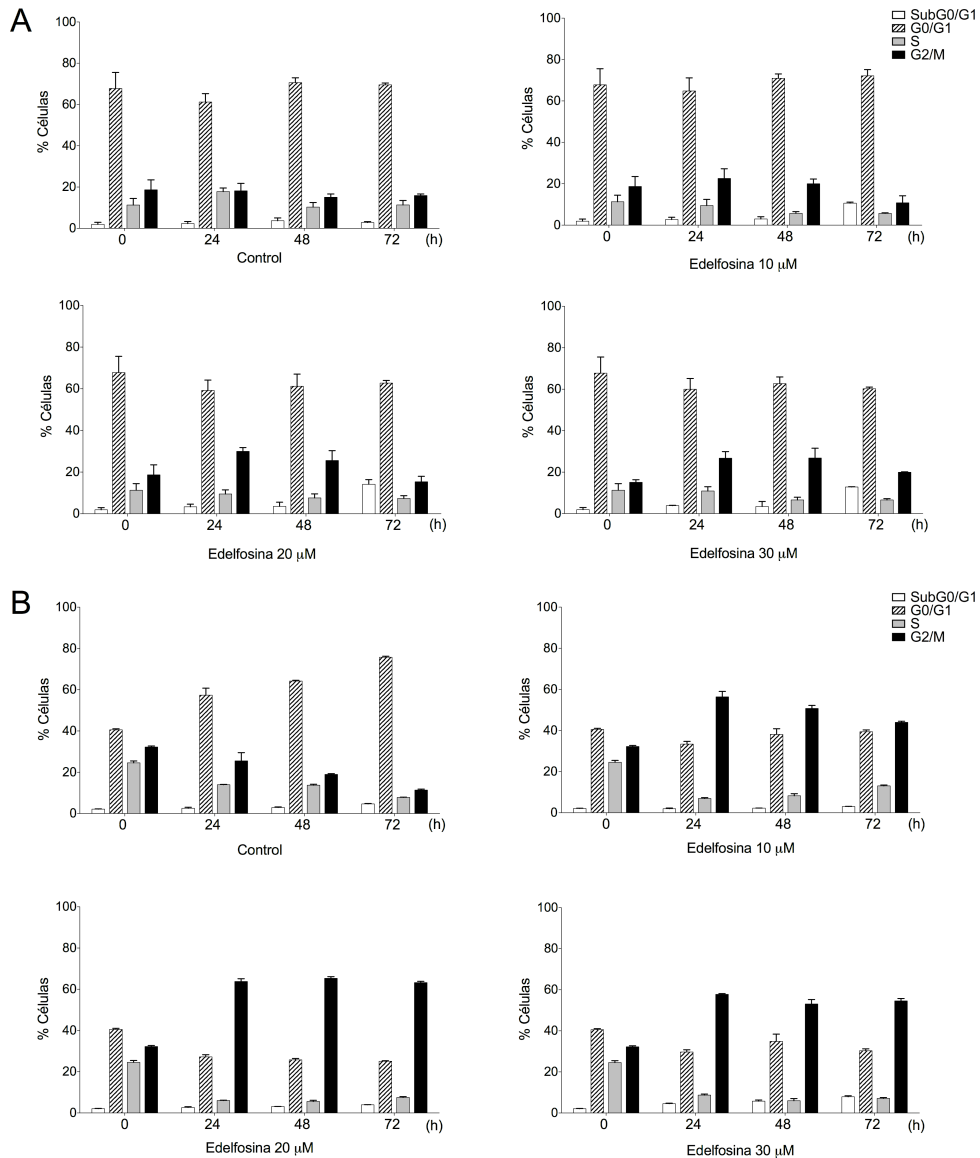 A
% Células
100
80
60
40
20
0
0 24 48 72 (h)
Control
% Células
100
80
60
40
20
0
0 24 48 72 (h)
Edelfosina 10 μM
SubG0/G1
G0/G1
S
G2/M
% Células
100
80
60
40
20
0
0 24 48 72 (h)
Edelfosina 20 μM
% Células
100
80
60
40
20
0
0 24 48 72 (h)
Edelfosina 30 μM
B
% Células
100
80
60
40
20
0
0 24 48 72 (h)
Control
% Células
100
80
60
40
20
0
0 24 48 72 (h)
Edelfosina 10 μM
SubG0/G1
G0/G1
S
G2/M
% Células
100
80
60
40
20
0
0 24 48 72 (h)
Edelfosina 20 μM
% Células
100
80
60
40
20
0
0 24 48 72 (h)
Edelfosina 30 μM